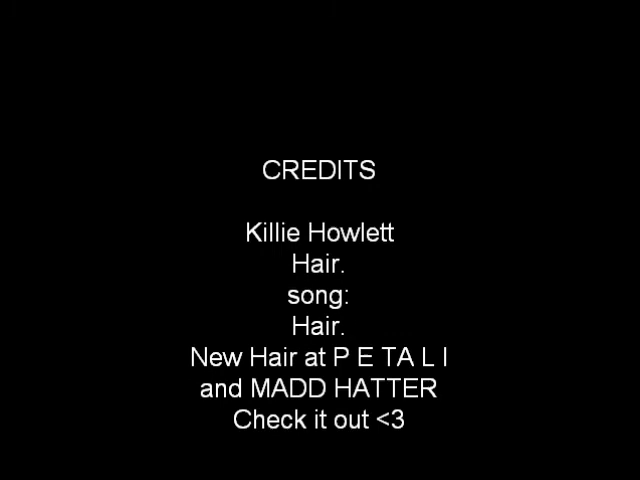 CREDITS
Killie Howlett
Hair.
song:
Hair.
New Hair at P E TA L I
and MADD HATTER
Check it out <3